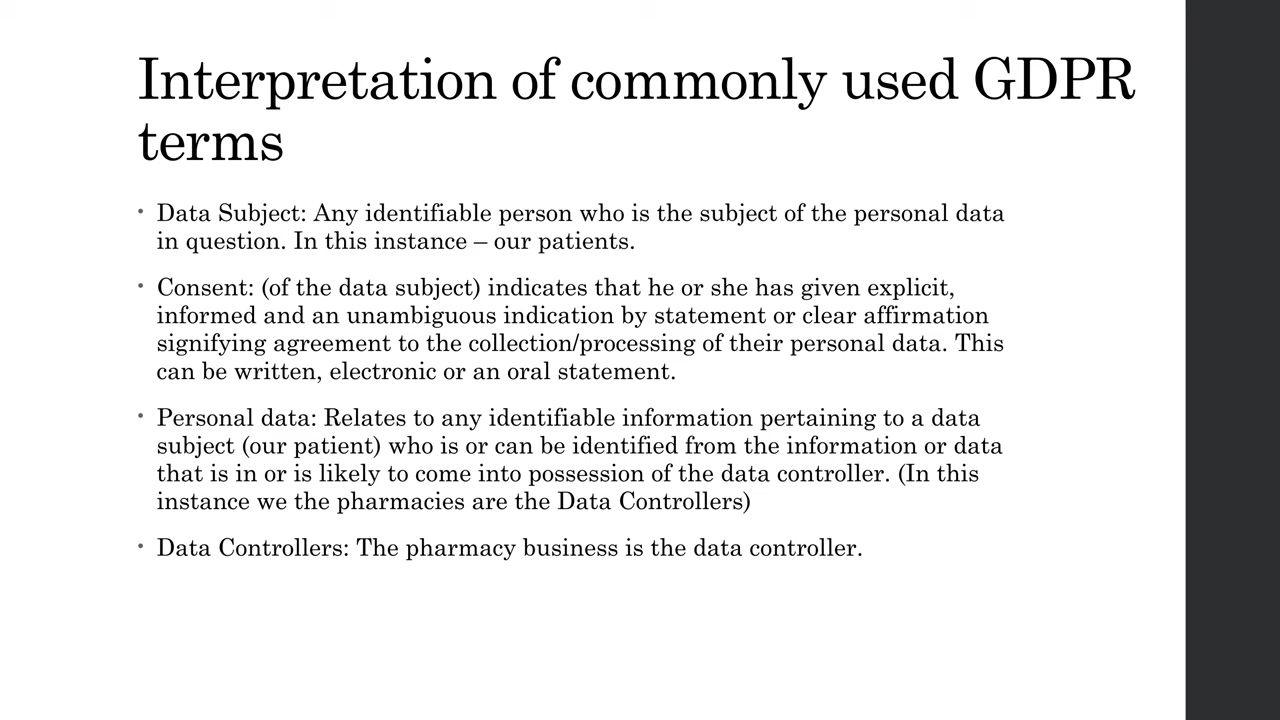 Interpretation of commonly used GDPR
terms
• Data Subject: Any identifiable person who is the subject of the personal data
in question. In this instance – our patients.
• Consent: (of the data subject) indicates that he or she has given explicit,
informed and an unambiguous indication by statement or clear affirmation
signifying agreement to the collection/processing of their personal data. This
can be written, electronic or an oral statement.
• Personal data: Relates to any identifiable information pertaining to a data
subject (our patient) who is or can be identified from the information or data
that is in or is likely to come into possession of the data controller. (In this
instance we the pharmacies are the Data Controllers)
• Data Controllers: The pharmacy business is the data controller.